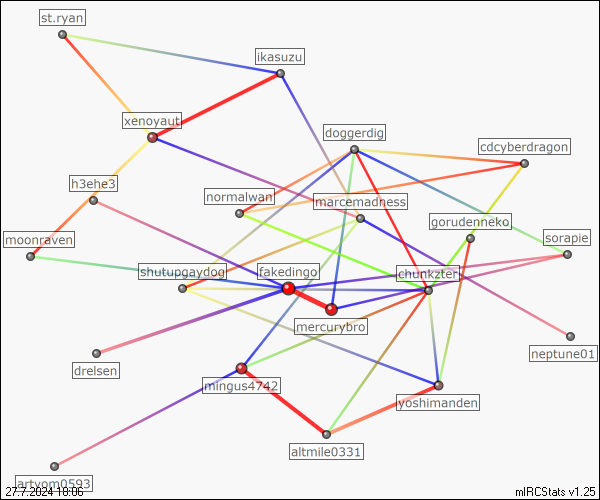 st.ryan
ikasuzu
xenoyaut
doggerdig
cdcyberdragon
h3ehe3
normalwan
marcemadness
gorudenneko
moonraven
sorapie
shutupgaydog
fakedingo
chunkzter
mercurybro
neptune01
drelsen
mingus4742
yoshimanden
altmile0331
artyom0593
27.7.2024 18:06
mIRCStats v1.25